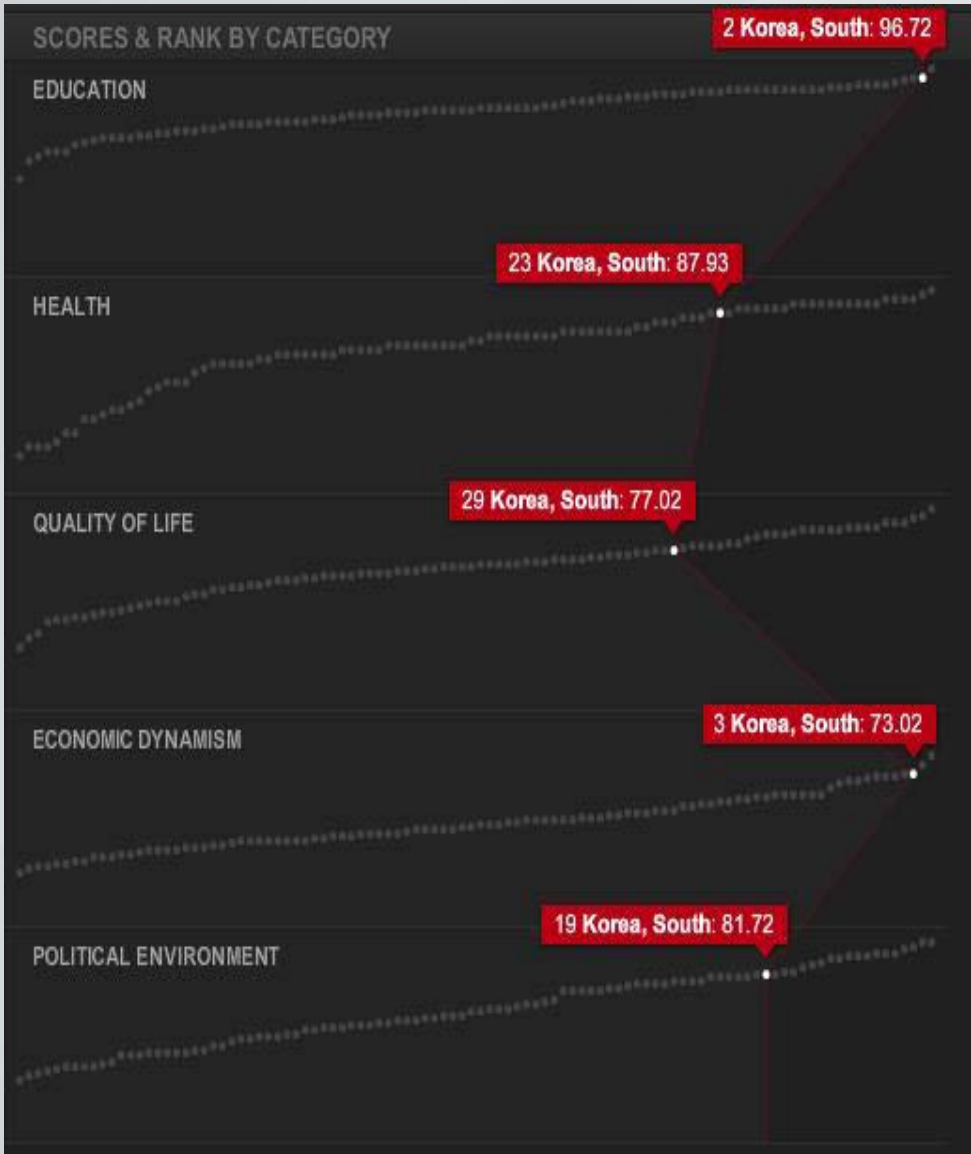 SCORES & RANK BY CATEGORY
2 Korea, South: 96.72
EDUCATION
23 Korea, South: 87.93
HEALTH
29 Korea, South: 77.02
QUALITY OF LIFE
3 Korea, South: 73.02
ECONOMIC DYNAMISM
19 Korea, South: 81.72
POLITICAL ENVIRONMENT